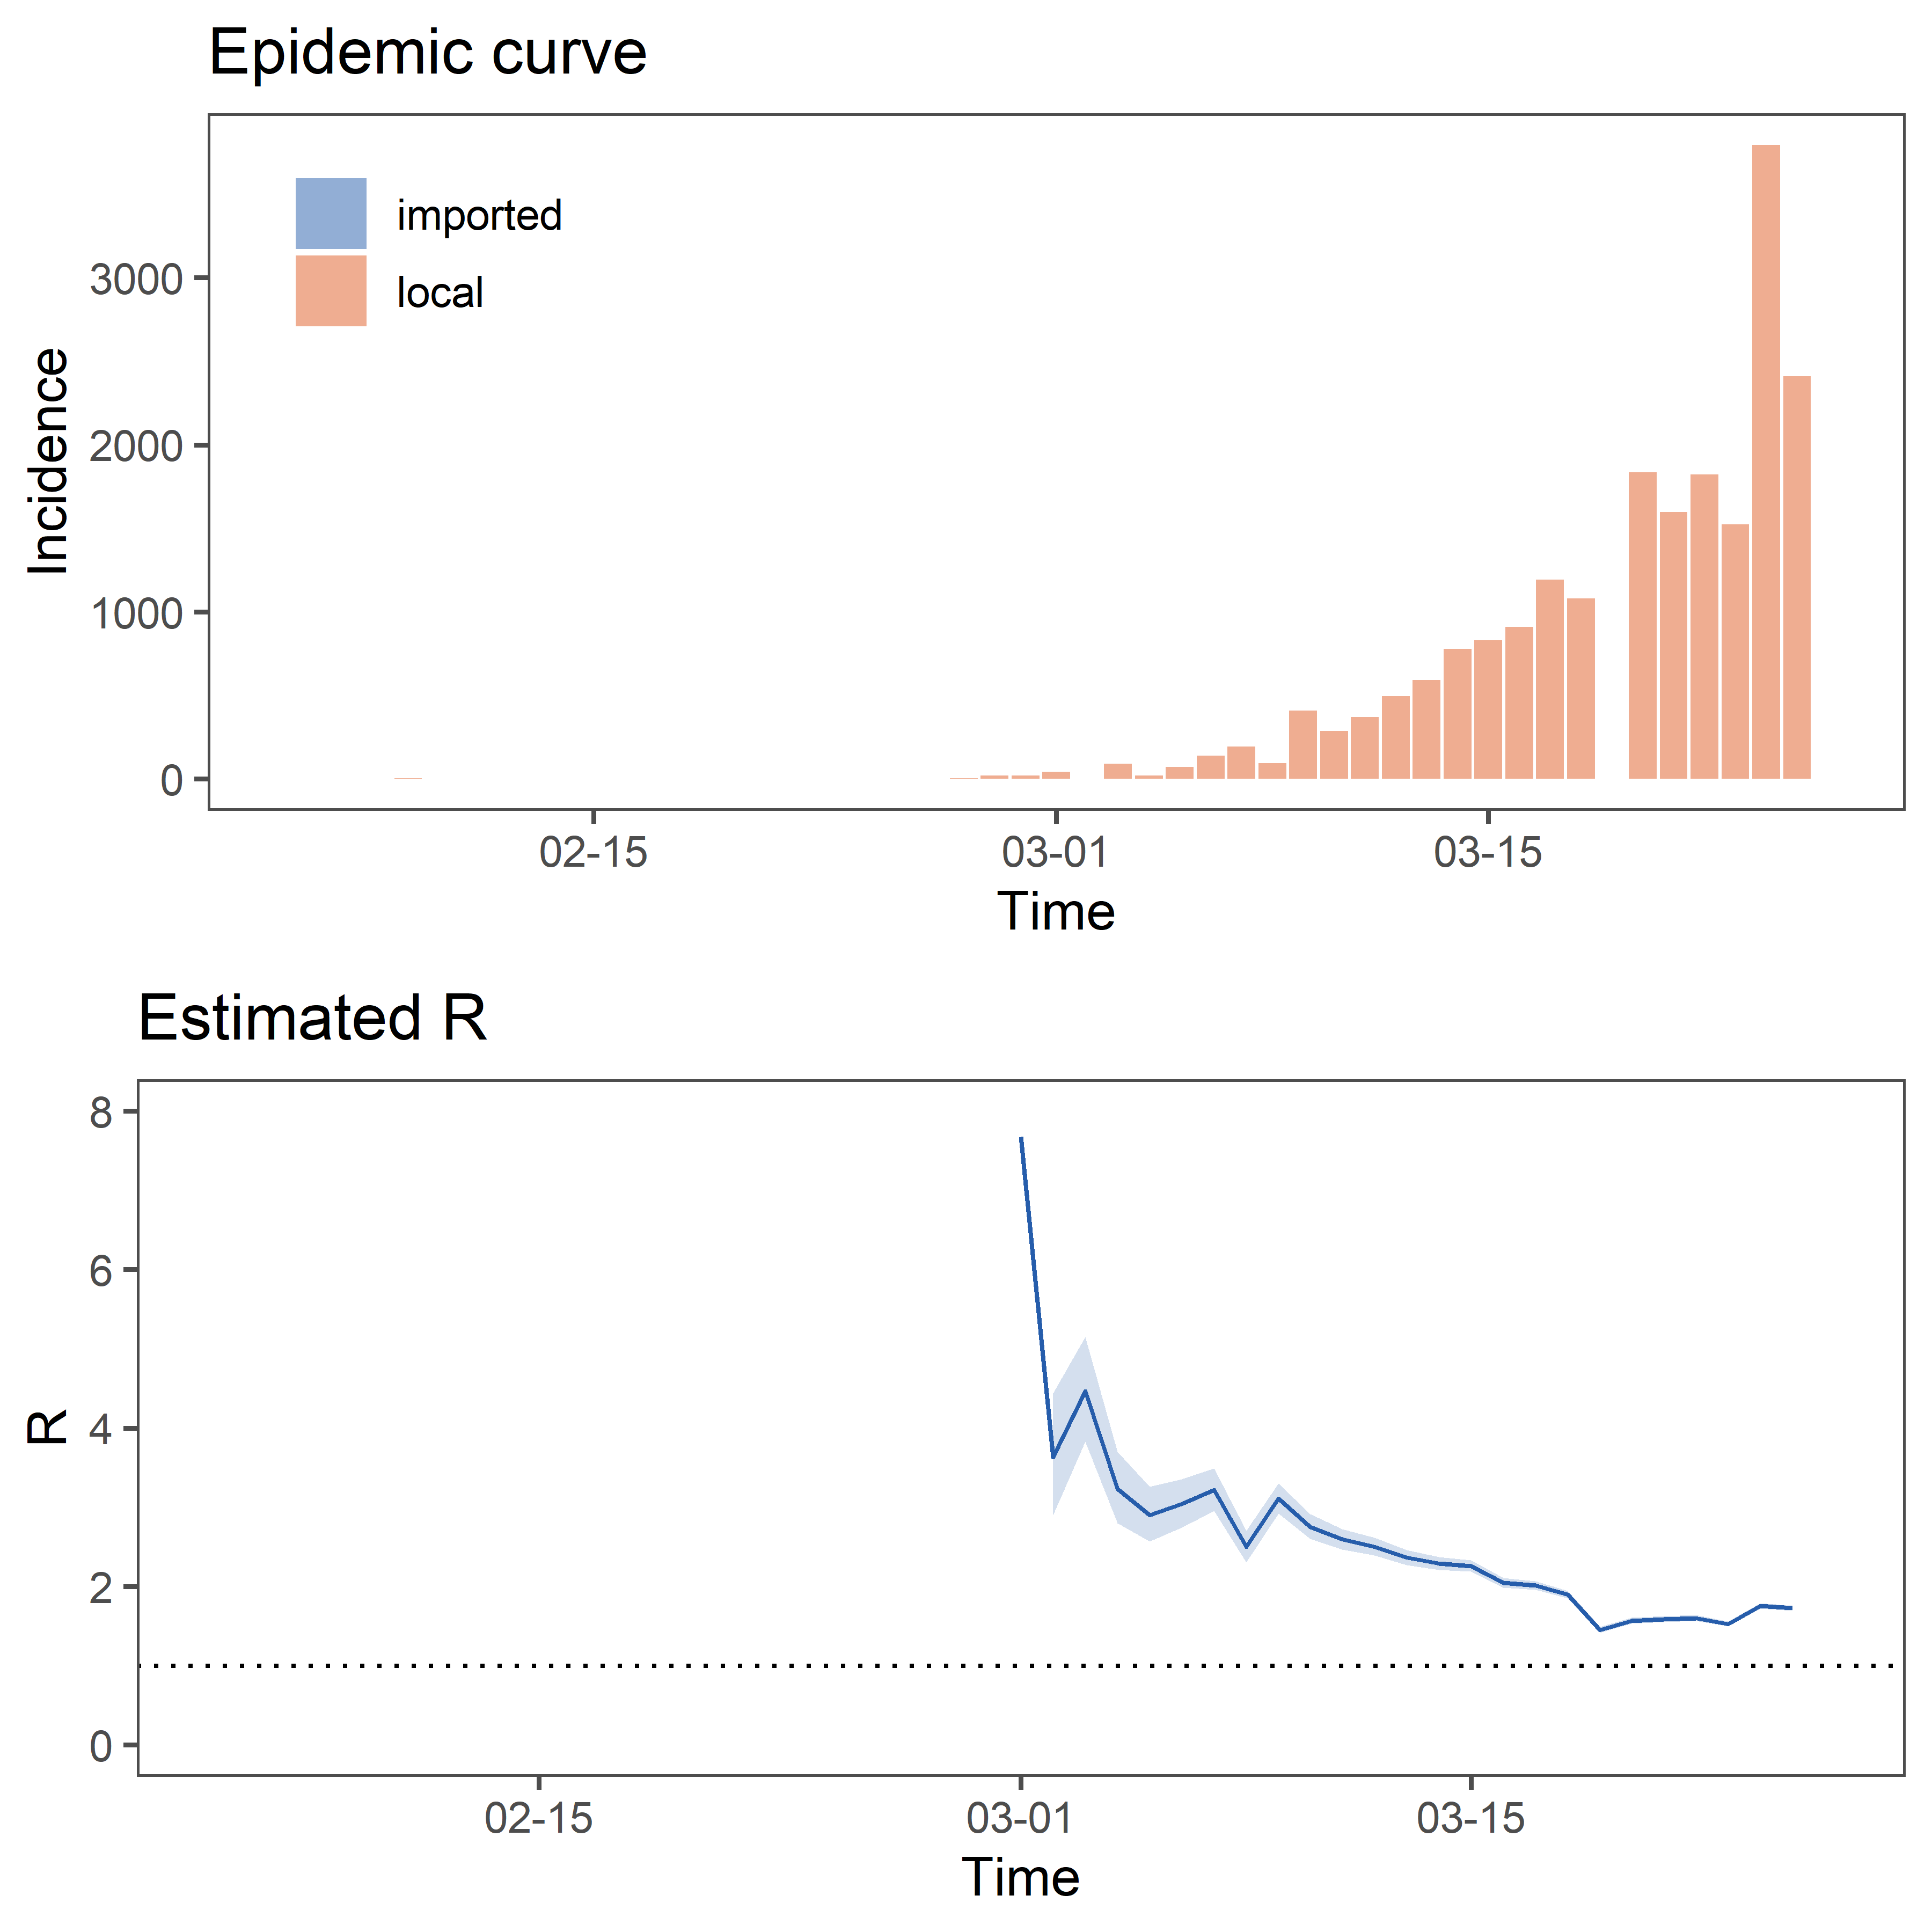 Epidemic curve
imported
local
3000
2000
1000
0
Incidence
02-15 03-01 03-15
Time
Estimated R
8
6
4
2
0
R
02-15 03-01 03-15
Time